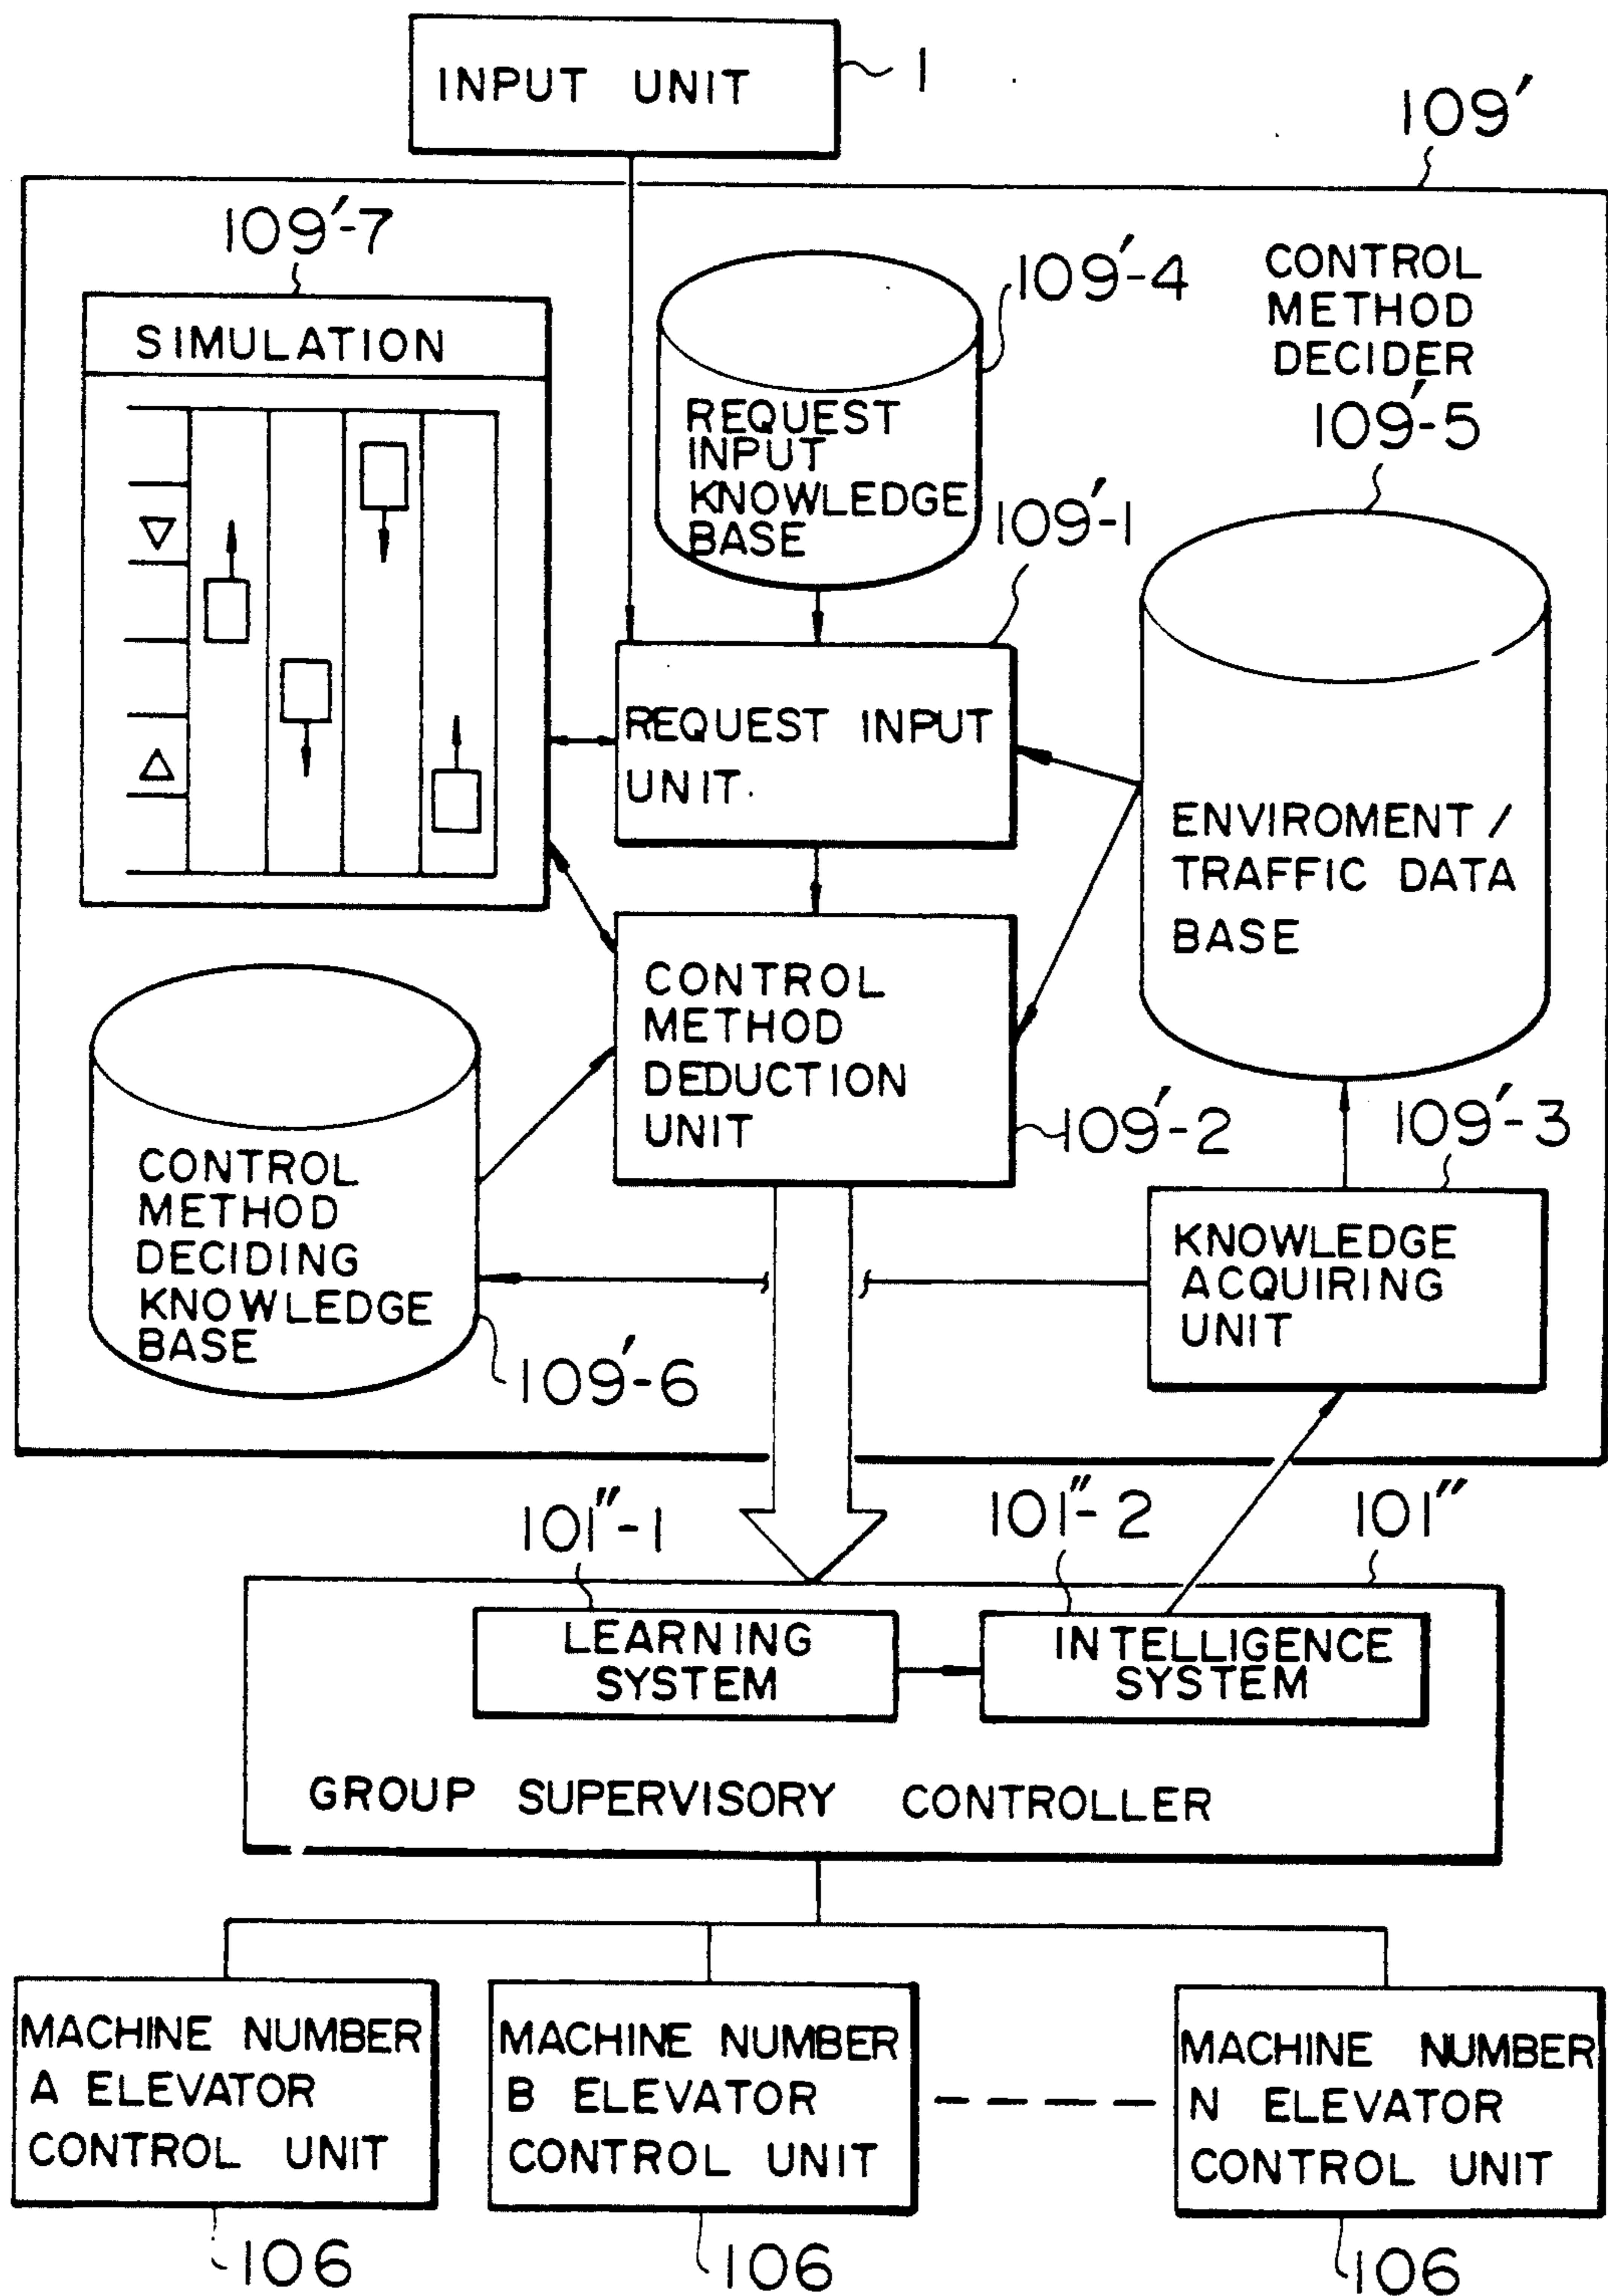 INPUT UNIT
1
109'
109'-7
SIMULATION
109'-4
REQUEST
INPUT
KNOWLEDGE
BASE
CONTROL
METHOD
DECIDER
109'-5
109'-1
REQUEST INPUT
UNIT
ENVIROMENT /
TRAFFIC DATA
BASE
CONTROL
METHOD
DEDUCTION
UNIT
109'-2
109'-3
CONTROL
METHOD
DECIDING
KNOWLEDGE
BASE
109'-6
KNOWLEDGE
ACQUIRING
UNIT
101"-1
101"-2
101"
LEARNING
SYSTEM
INTELLIGENCE
SYSTEM
GROUP SUPERVISORY CONTROLLER
MACHINE NUMBER
A ELEVATOR
CONTROL UNIT
MACHINE NUMBER
B ELEVATOR
CONTROL UNIT
MACHINE NUMBER
N ELEVATOR
CONTROL UNIT
106
106
106